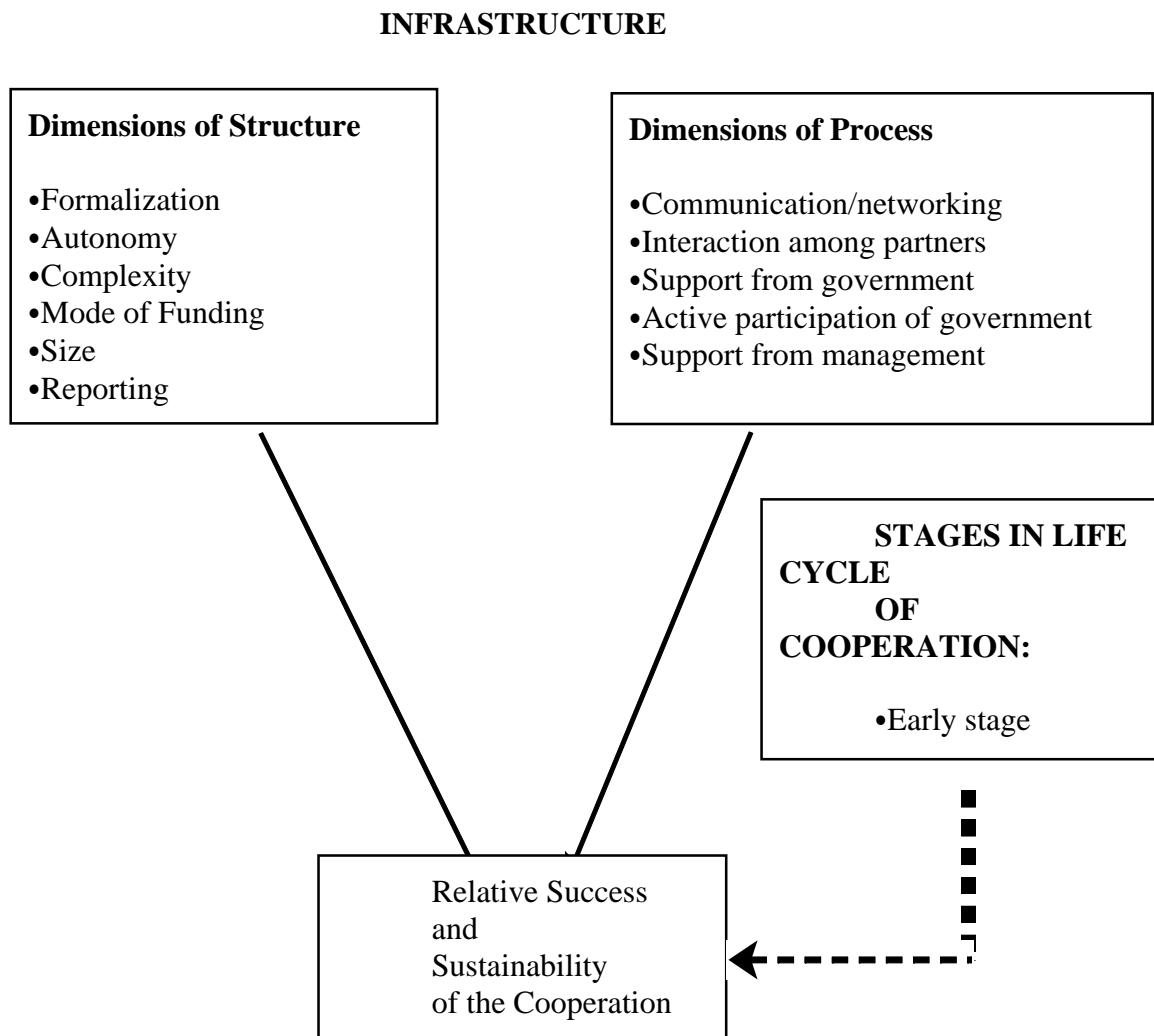 INFRASTRUCTURE
Dimensions of Structure
•Formalization
•Autonomy
•Complexity
•Mode of Funding
•Size
•Reporting
Dimensions of Process
•Communication/networking
•Interaction among partners
•Support from government
•Active participation of government
•Support from management
STAGES IN LIFE
CYCLE
OF
COOPERATION:
•Early stage
Relative Success
and
Sustainability
of the Cooperation